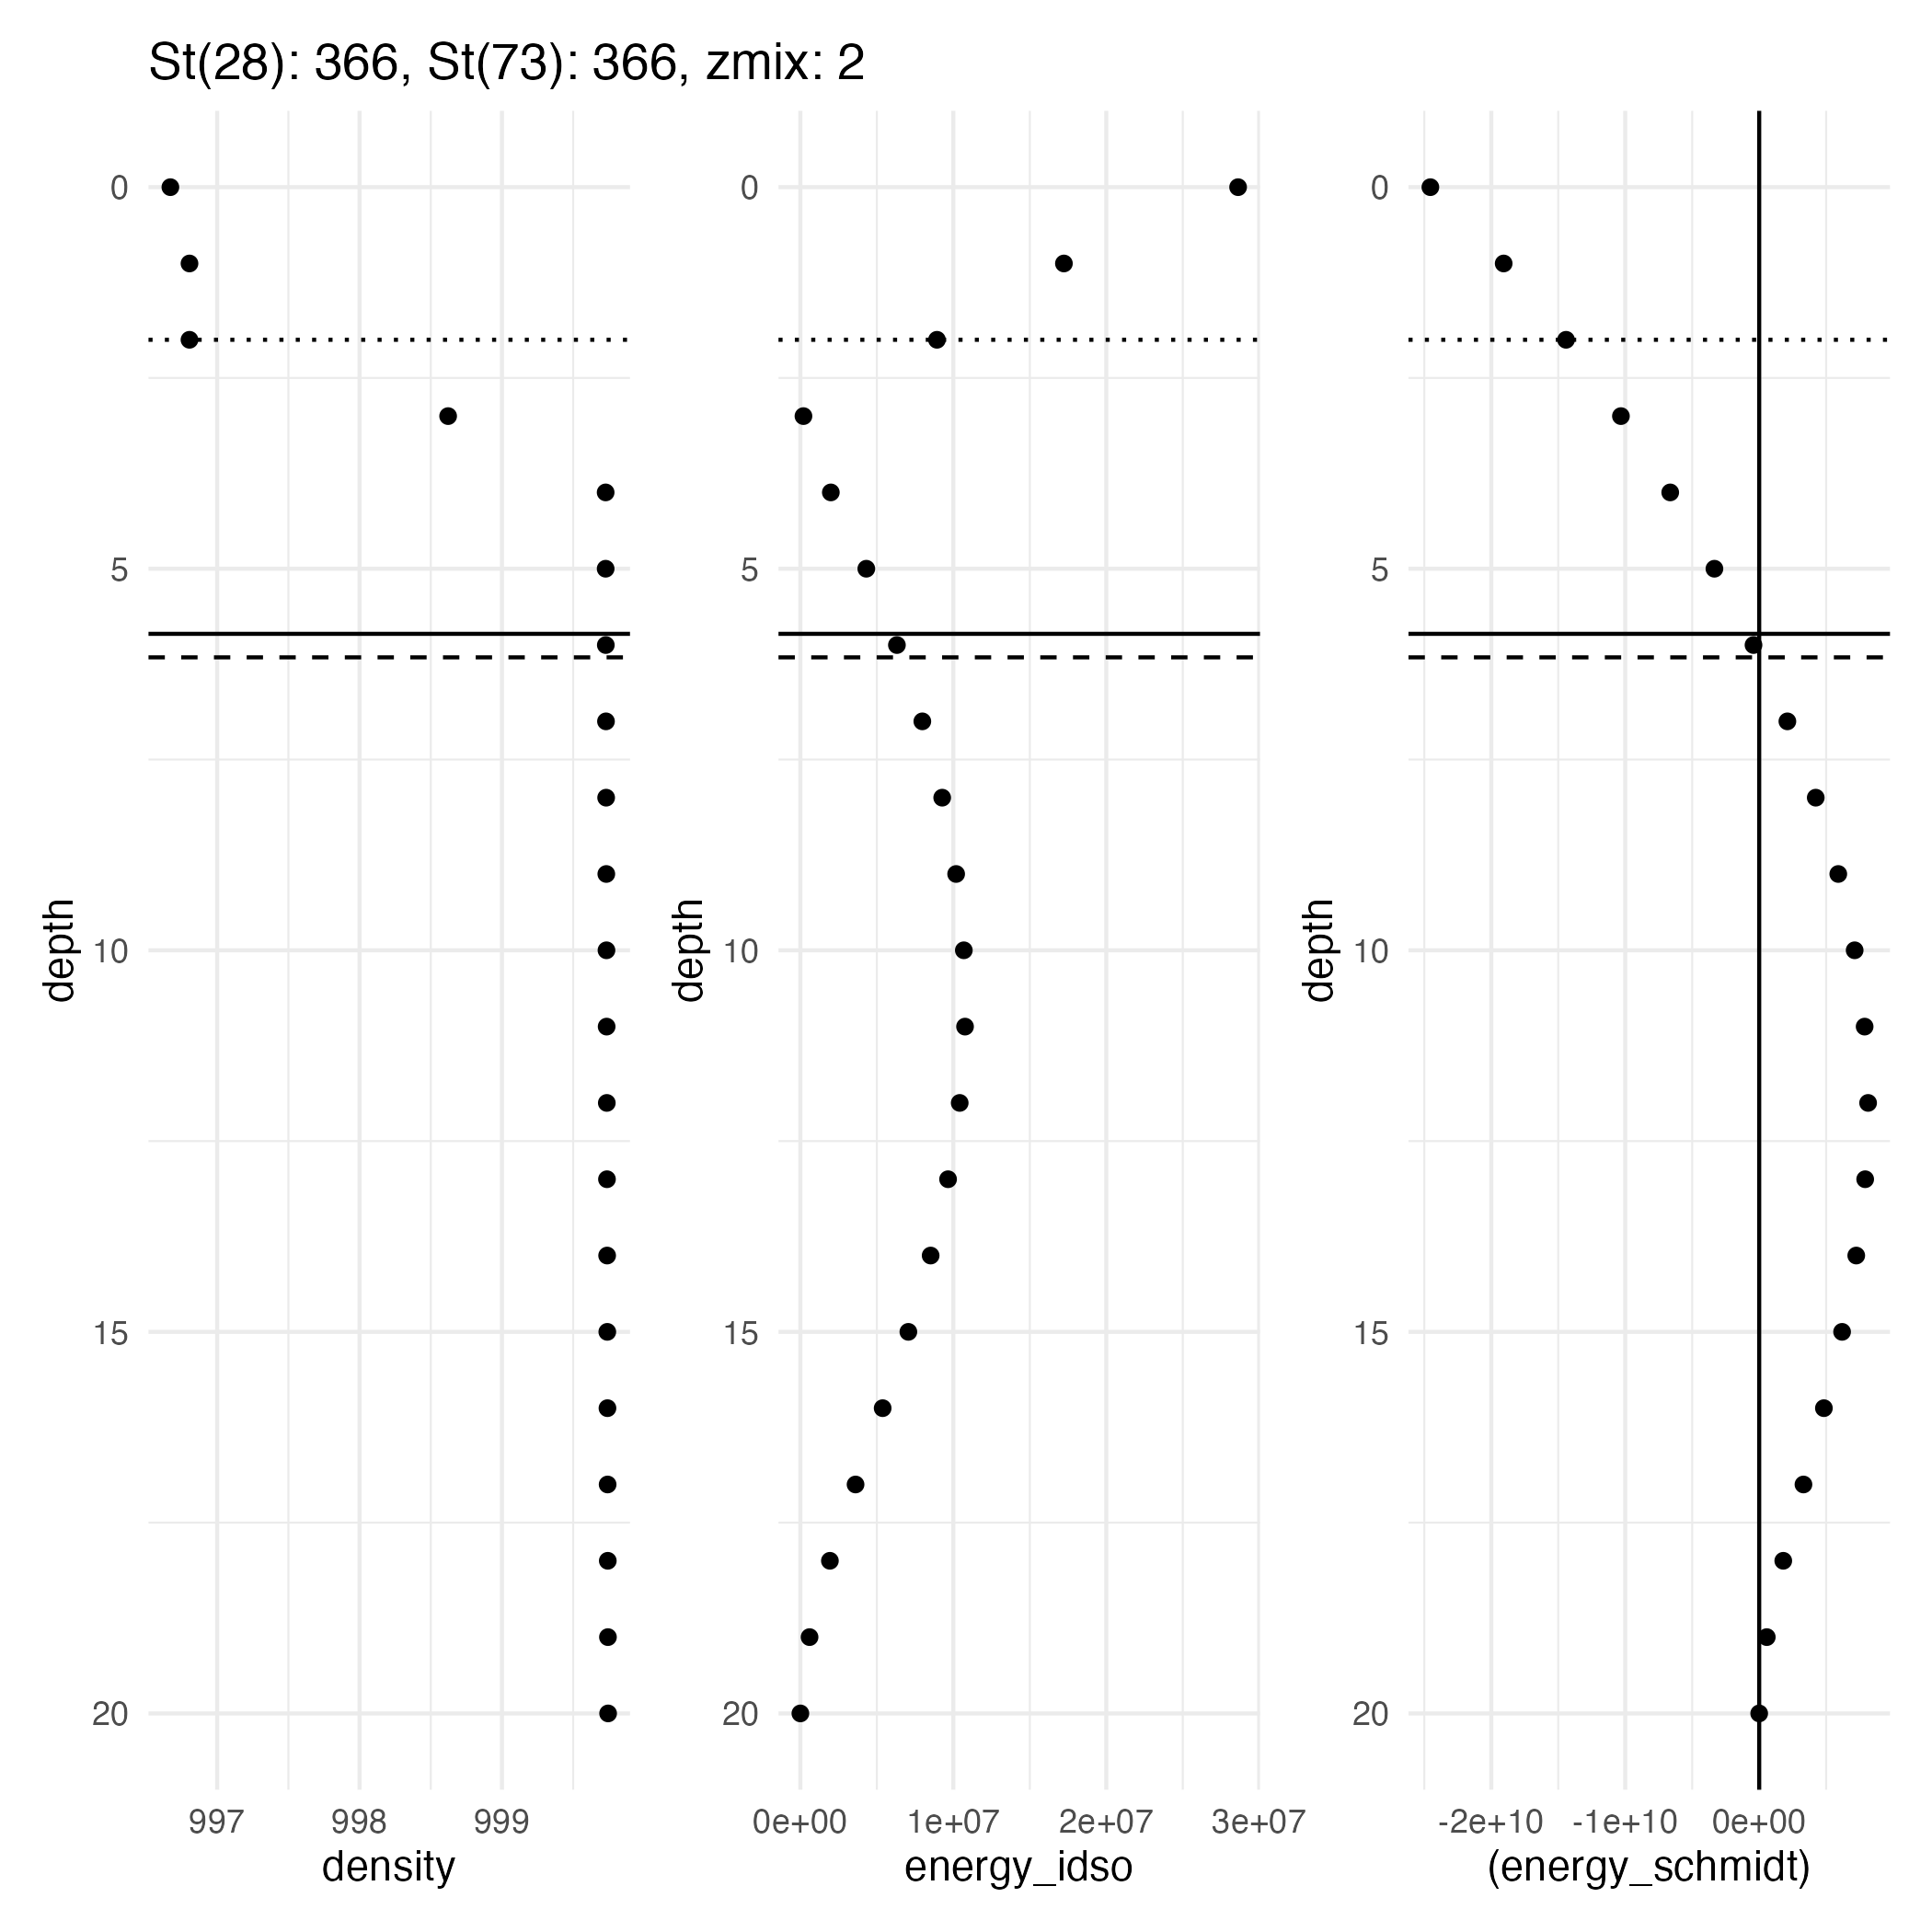 St(28): 366, St(73): 366, zmix: 2
0
5
10
15
20
depth
997
998
999
density
0
5
10
15
20
depth
0e+00
1e+07
2e+07
3e+07
energy_idso
0
5
10
15
20
depth
-2e+10
-1e+10
0e+00
(energy_schmidt)